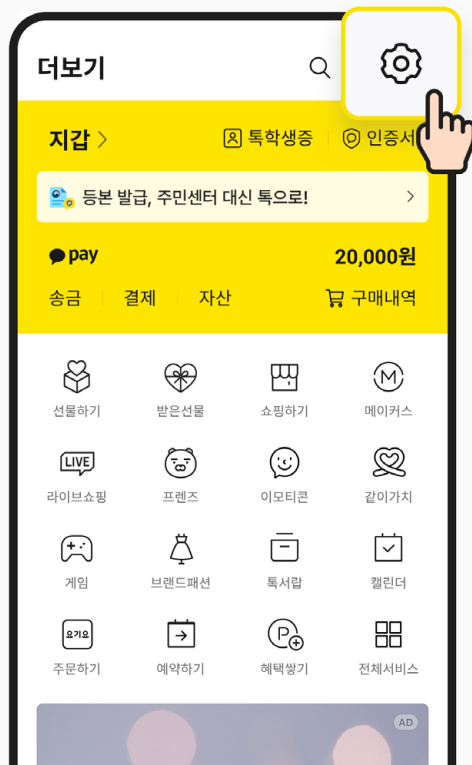 더보기
지갑 톡학생증 인증서
등본 발급, 주민센터 대신 톡으로!
pay 20,000원
송금 결제 자산 구매내역
선물하기 받은선물 쇼핑하기 메이커스
LIVE
라이브쇼핑 프렌즈 이모티콘 같이가치
게임 브랜드패션 톡서랍 캘린더
요기요
주문하기 예약하기 혜택쌓기 전체서비스
AD